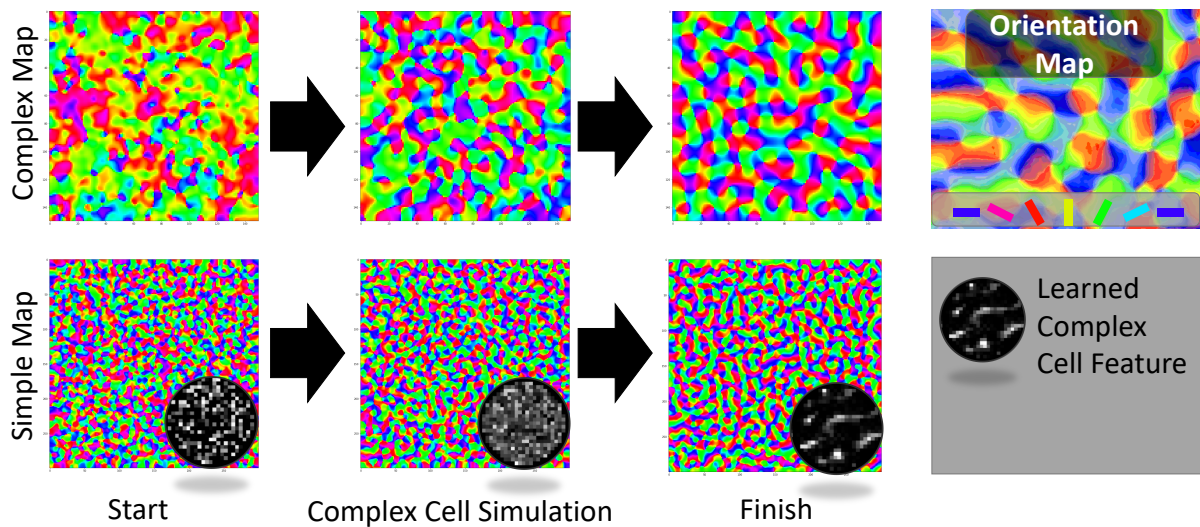 Complex Map
Orientation
Map
Simple Map
Learned
Complex
Cell Feature
Start
Complex Cell Simulation
Finish